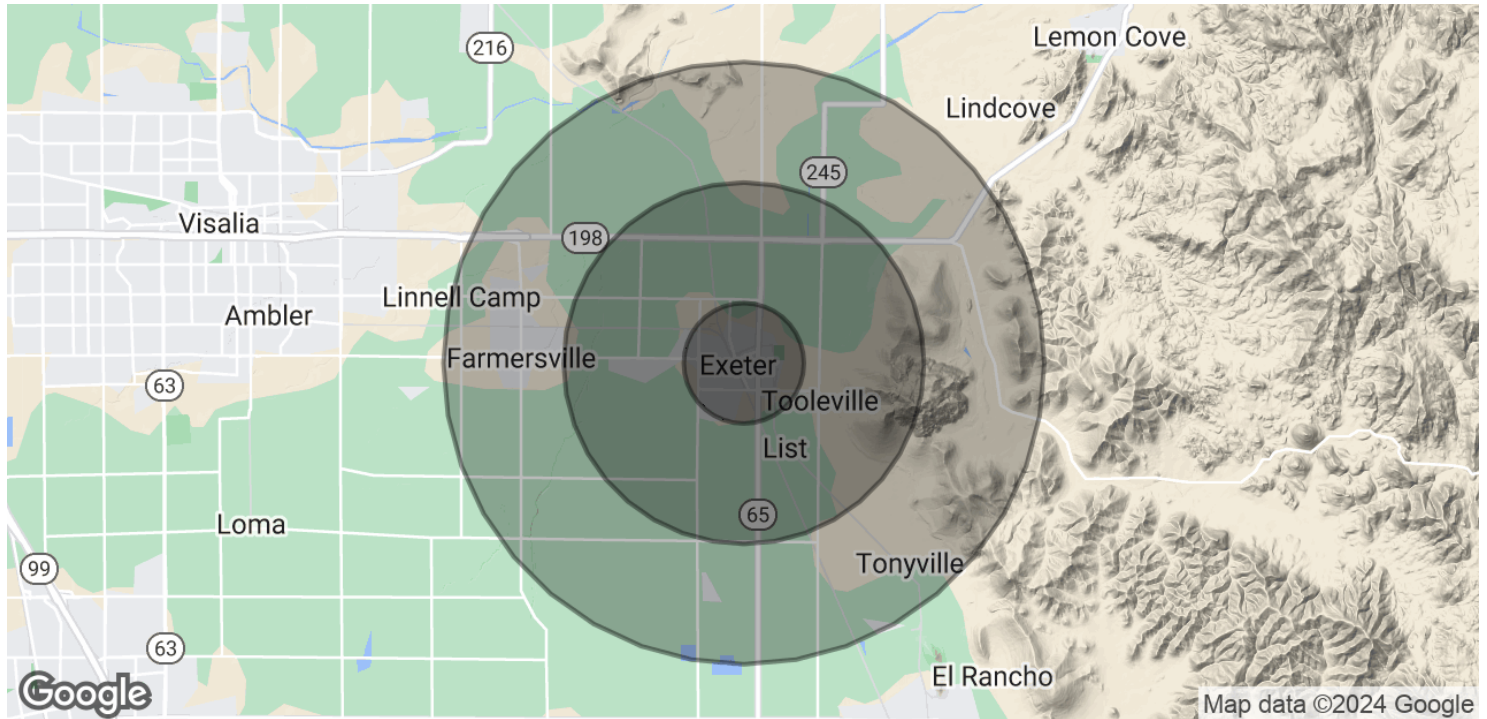 Lemon Cove
216
Lindcove
245
Visalia
198
Linnell Camp
Ambler
Farmersville
Exeter
63
Tooleville
List
65
Loma
Tonyville
99
63
El Rancho
Google
Map data ©2024 Google